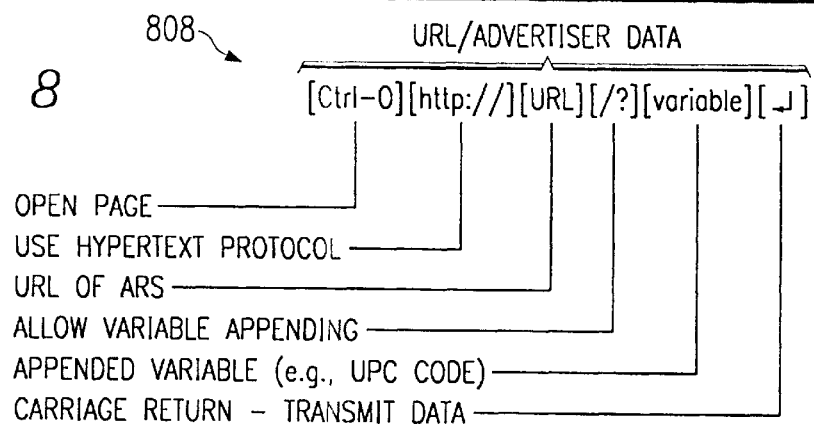 808
URL/ADVERTISER DATA
8
[Ctrl-O][http://][URL][/?][variable][↵]
OPEN PAGE
USE HYPERTEXT PROTOCOL
URL OF ARS
ALLOW VARIABLE APPENDING
APPENDED VARIABLE (e.g., UPC CODE)
CARRIAGE RETURN - TRANSMIT DATA